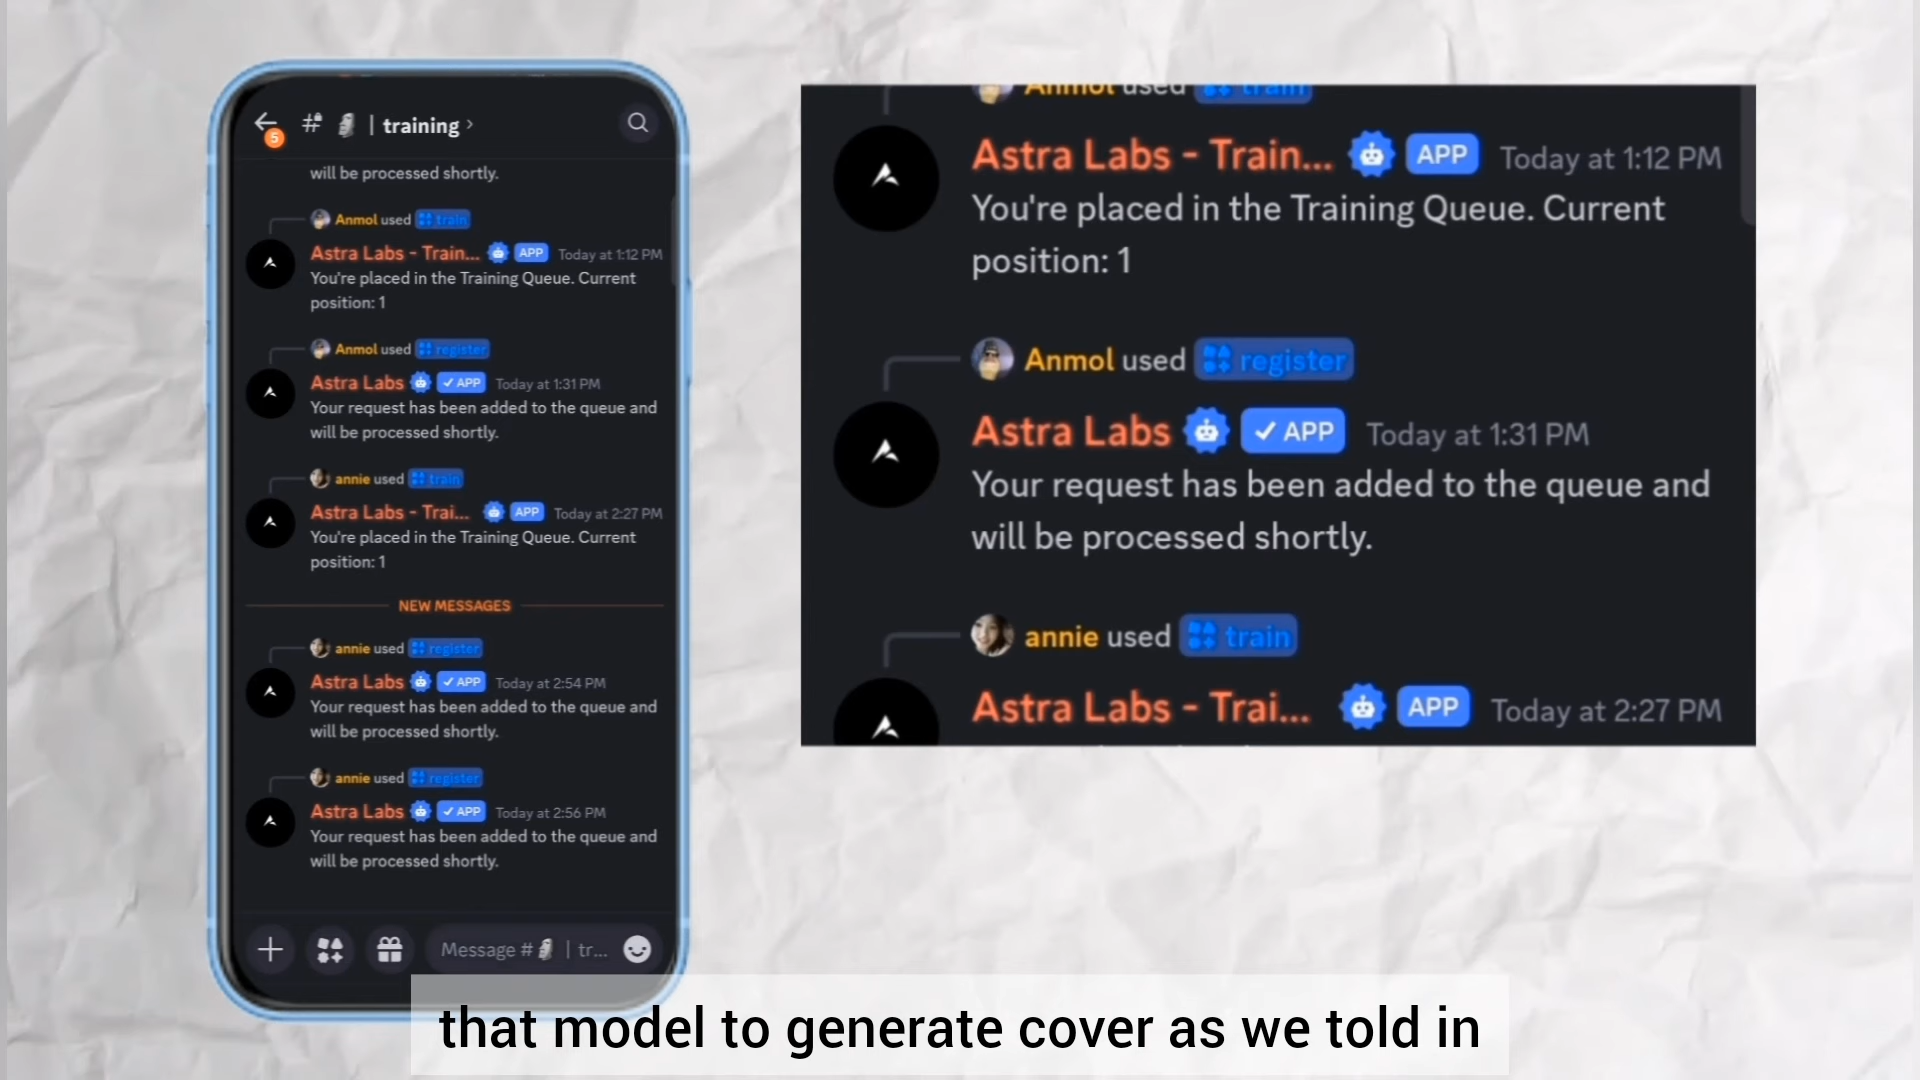 5
# | training ›
will be processed shortly.
Anmol used train
Astra Labs - Train... APP Today at 1:12 PM
You're placed in the Training Queue. Current
position: 1
Anmol used register
Astra Labs ✓ APP Today at 1:31 PM
Your request has been added to the queue and
will be processed shortly.
annie used train
Astra Labs - Trai... APP Today at 2:27 PM
You're placed in the Training Queue. Current
position: 1
NEW MESSAGES
annie used register
Astra Labs ✓ APP Today at 2:54 PM
Your request has been added to the queue and
will be processed shortly.
annie used register
Astra Labs ✓ APP Today at 2:56 PM
Your request has been added to the queue and
will be processed shortly.
Message # | tr...
Anmol used train
Astra Labs - Train... APP Today at 1:12 PM
You're placed in the Training Queue. Current
position: 1
Anmol used register
Astra Labs ✓ APP Today at 1:31 PM
Your request has been added to the queue and
will be processed shortly.
annie used train
Astra Labs - Trai... APP Today at 2:27 PM
that model to generate cover as we told in